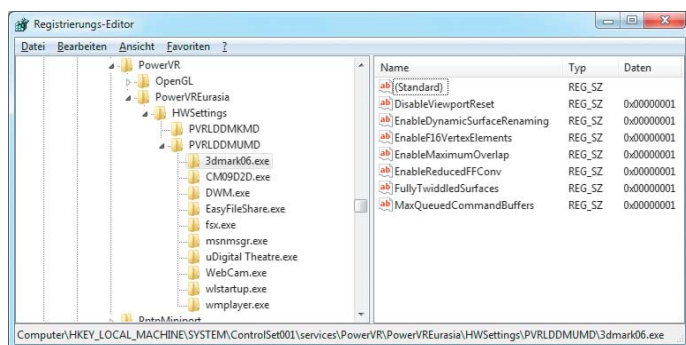 Registrierungs-Editor
Datei Bearbeiten Ansicht Favoriten ?
PowerVR
OpenGL
PowerVREurasia
HWSettings
PVRLDDMKMD
PVRLDDMUMD
3dmark06.exe
CM09D2D.exe
DWM.exe
EasyFileShare.exe
fsx.exe
msnmsgr.exe
uDigital Theatre.exe
WebCam.exe
wlstartup.exe
wmplayer.exe
PptpMiniport
Name Typ Daten
(Standard) REG_SZ
DisableViewportReset REG_SZ 0x00000001
EnableDynamicSurfaceRenaming REG_SZ 0x00000001
EnableF16VertexElements REG_SZ 0x00000001
EnableMaximumOverlap REG_SZ 0x00000001
EnableReducedFFConv REG_SZ 0x00000001
FullyTwiddledSurfaces REG_SZ 0x00000001
MaxQueuedCommandBuffers REG_SZ 0x00000001
Computer\HKEY_LOCAL_MACHINE\SYSTEM\ControlSet001\services\PowerVR\PowerVREurasia\HWSettings\PVRLDDMUMD\3dmark06.exe